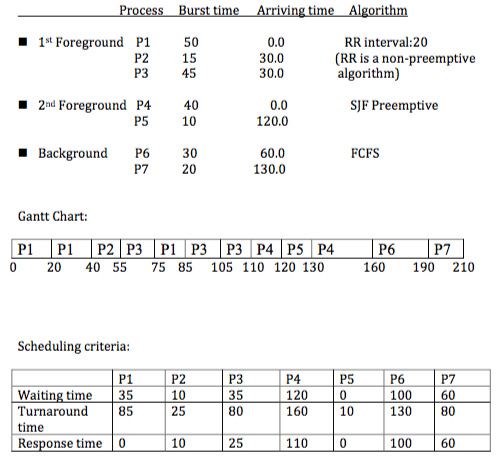 Process Burst time Arriving time Algorithm
■ 1st Foreground P1 50 0.0 RR interval:20
P2 15 30.0 (RR is a non-preemptive
P3 45 30.0 algorithm)
■ 2nd Foreground P4 40 0.0 SJF Preemptive
P5 10 120.0
■ Background P6 30 60.0 FCFS
P7 20 130.0
Gantt Chart:
P1 P1 P2 P3 P1 P3 P3 P4 P5 P4 P6 P7
0 20 40 55 75 85 105 110 120 130 160 190 210
Scheduling criteria:
P1 P2 P3 P4 P5 P6 P7
Waiting time 35 10 35 120 0 100 60
Turnaround 85 25 80 160 10 130 80
time
Response time 0 10 25 110 0 100 60